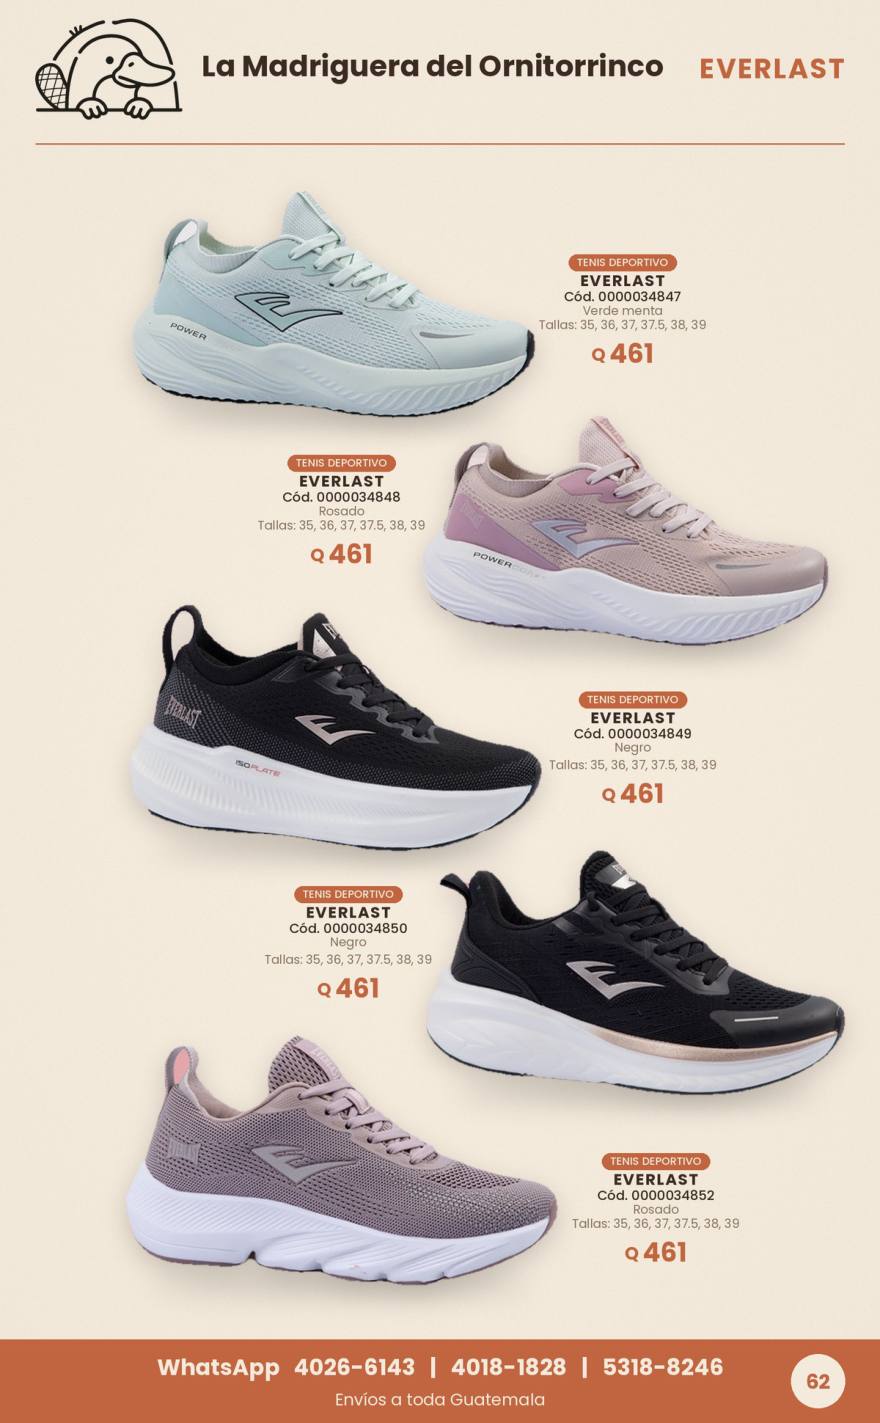 La Madriguera del Ornitorrinco
EVERLAST
TENIS DEPORTIVO
EVERLAST
Cód. 0000034847
Verde menta
Tallas: 35, 36, 37, 37.5, 38, 39
Q 461
POWER
TENIS DEPORTIVO
EVERLAST
Cód. 0000034848
Rosado
Tallas: 35, 36, 37, 37.5, 38, 39
Q 461
POWER
EVERLAST
ISOPLATE
TENIS DEPORTIVO
EVERLAST
Cód. 0000034849
Negro
Tallas: 35, 36, 37, 37.5, 38, 39
Q 461
TENIS DEPORTIVO
EVERLAST
Cód. 0000034850
Negro
Tallas: 35, 36, 37, 37.5, 38, 39
Q 461
TENIS DEPORTIVO
EVERLAST
Cód. 0000034852
Rosado
Tallas: 35, 36, 37, 37.5, 38, 39
Q 461
WhatsApp 4026-6143 | 4018-1828 | 5318-8246
Envíos a toda Guatemala
62